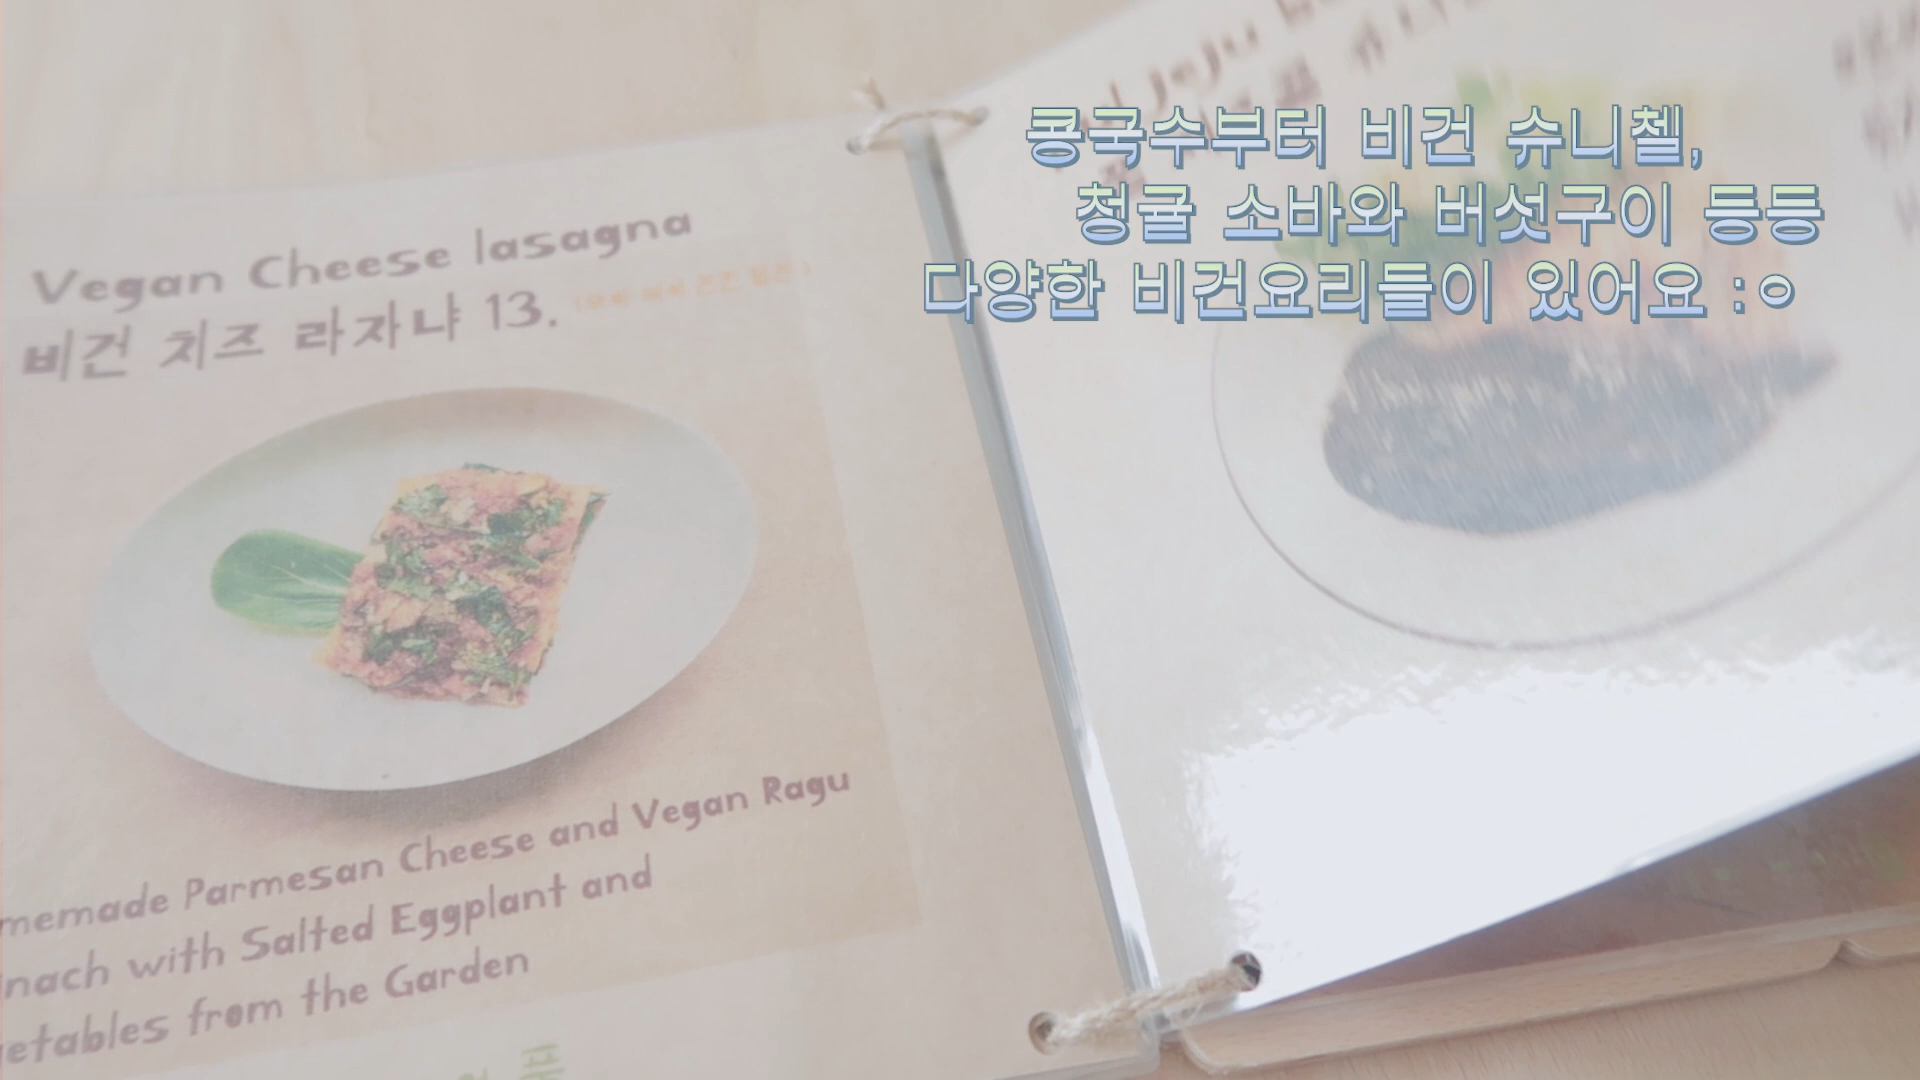 콩국수부터 비건 슈니첼,
청귤 소바와 버섯구이 등등
다양한 비건요리들이 있어요 :ㅇ
Vegan Cheese lasagna
비건 치즈 라자냐 13.
memade Parmesan Cheese and Vegan Ragu
inach with Salted Eggplant and
getables from the Garden
Jeju